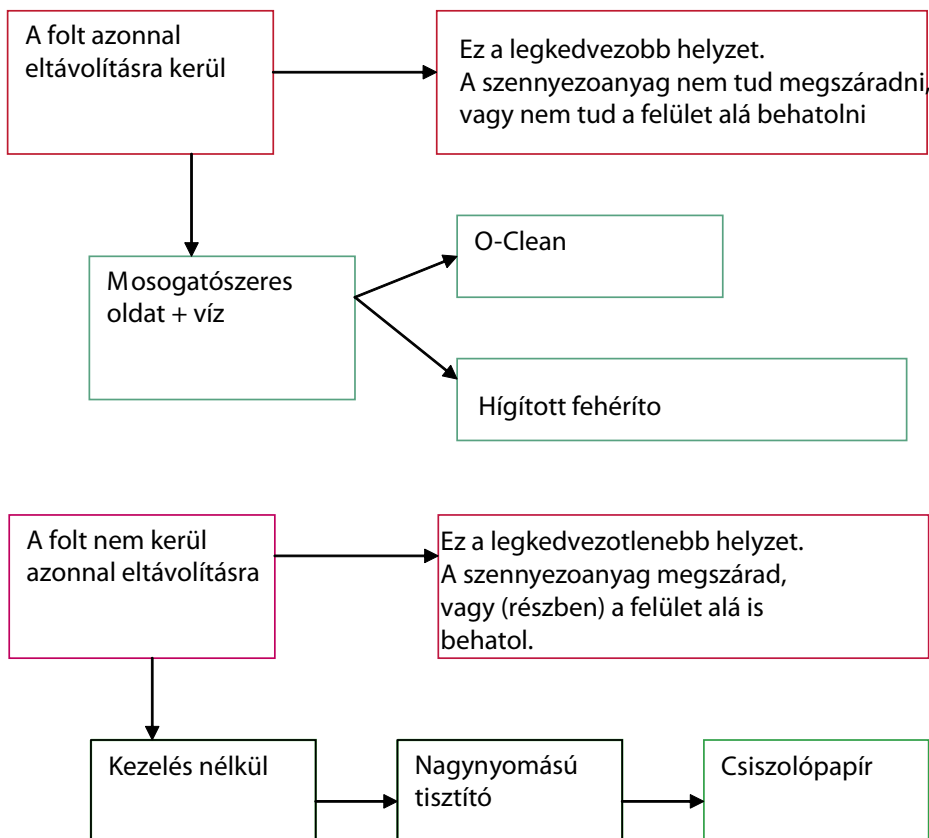 A folt azonnal
eltávolításra kerül
Ez a legkedvezobb helyzet.
A szennyezoanyag nem tud megszáradni,
vagy nem tud a felület alá behatolni
Mosogatószeres
oldat + víz
O-Clean
Hígított fehéríto
A folt nem kerül
azonnal eltávolításra
Ez a legkedvezotlenebb helyzet.
A szennyezoanyag megszárad,
vagy (részben) a felület alá is
behatol.
Kezelés nélkül
Nagynyomású
tisztító
Csiszolópapír